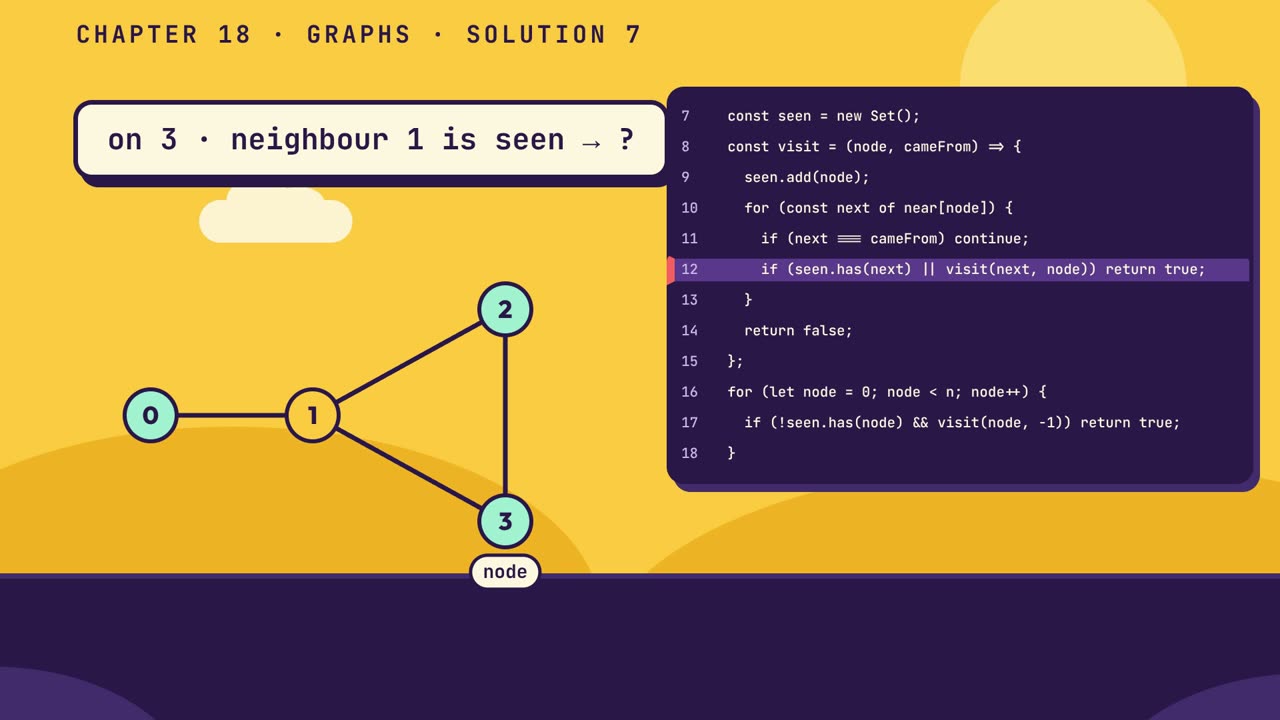 CHAPTER 18 · GRAPHS · SOLUTION 7
on 3 · neighbour 1 is seen → ?
7 const seen = new Set();
8 const visit = (node, cameFrom) => {
9 seen.add(node);
10 for (const next of near[node]) {
11 if (next === cameFrom) continue;
12 if (seen.has(next) || visit(next, node)) return true;
13 }
14 return false;
15 };
16 for (let node = 0; node < n; node++) {
17 if (!seen.has(node) && visit(node, -1)) return true;
18 }
2
0
1
3
node